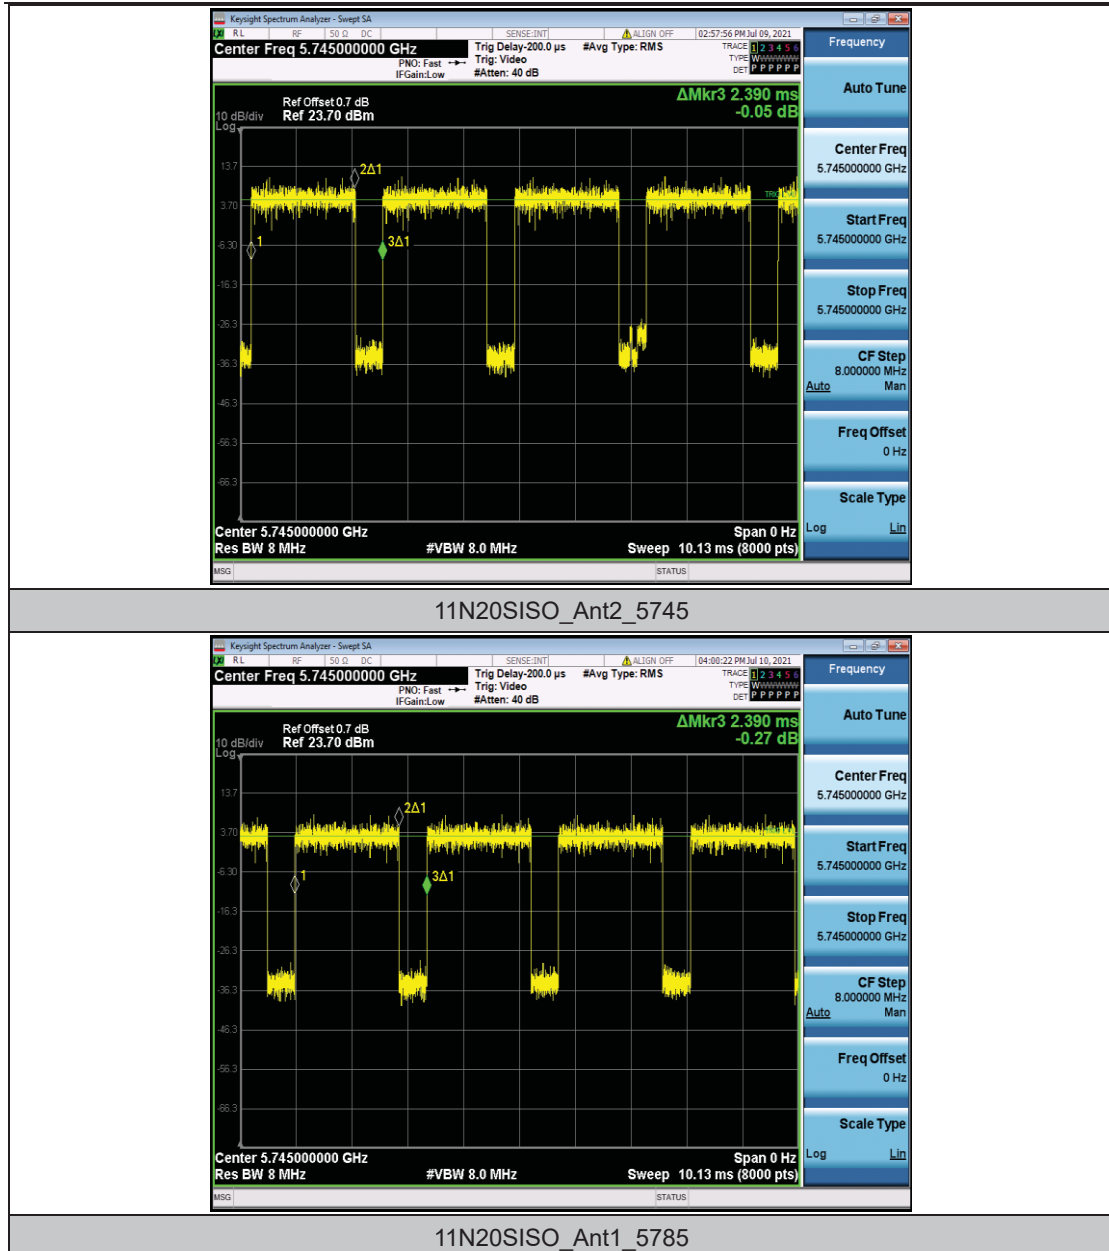 Keysight Spectrum Analyzer - Swept SA
LXI RL RF 50 Ω DC SENSE:INT ALIGN OFF 02:57:56 PM Jul 09, 2021
Center Freq 5.745000000 GHz
PNO: Fast
IFGain:Low
Trig Delay-200.0 µs
Trig: Video
#Atten: 40 dB
#Avg Type: RMS
TRACE 1 2 3 4 5 6
TYPE WWWWWW
DET P P P P P P
ΔMkr3 2.390 ms
-0.05 dB
10 dB/div
Log
Ref Offset 0.7 dB
Ref 23.70 dBm
13.7
3.70
-6.30
-16.3
-26.3
-36.3
-46.3
-56.3
-66.3
2Δ1
1
3Δ1
Center 5.745000000 GHz
Span 0 Hz
Res BW 8 MHz
#VBW 8.0 MHz
Sweep 10.13 ms (8000 pts)
MSG
STATUS
Frequency
Auto Tune
Center Freq
5.745000000 GHz
Start Freq
5.745000000 GHz
Stop Freq
5.745000000 GHz
CF Step
8.000000 MHz
Auto Man
Freq Offset
0 Hz
Scale Type
Log Lin
11N20SISO_Ant2_5745
Keysight Spectrum Analyzer - Swept SA
LXI RL RF 50 Ω DC SENSE:INT ALIGN OFF 04:00:22 PM Jul 10, 2021
Center Freq 5.745000000 GHz
PNO: Fast
IFGain:Low
Trig Delay-200.0 µs
Trig: Video
#Atten: 40 dB
#Avg Type: RMS
TRACE 1 2 3 4 5 6
TYPE WWWWWW
DET P P P P P P
ΔMkr3 2.390 ms
-0.27 dB
10 dB/div
Log
Ref Offset 0.7 dB
Ref 23.70 dBm
13.7
3.70
-6.30
-16.3
-26.3
-36.3
-46.3
-56.3
-66.3
2Δ1
1
3Δ1
Center 5.745000000 GHz
Span 0 Hz
Res BW 8 MHz
#VBW 8.0 MHz
Sweep 10.13 ms (8000 pts)
MSG
STATUS
Frequency
Auto Tune
Center Freq
5.745000000 GHz
Start Freq
5.745000000 GHz
Stop Freq
5.745000000 GHz
CF Step
8.000000 MHz
Auto Man
Freq Offset
0 Hz
Scale Type
Log Lin
11N20SISO_Ant1_5785